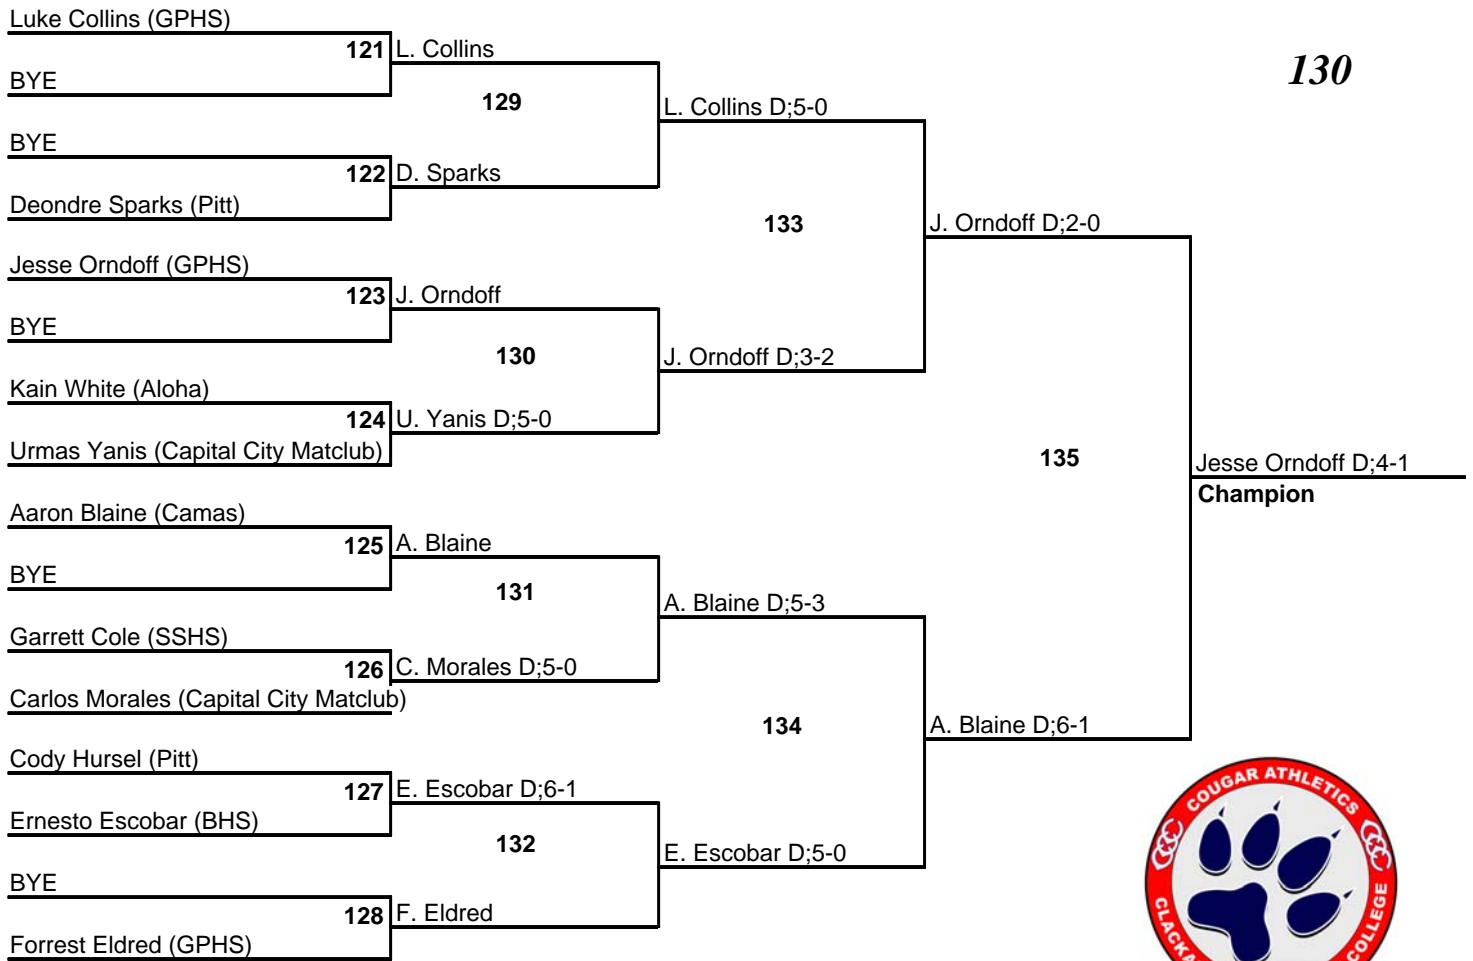 Luke Collins (GPHS)
121 L. Collins
BYE
130
129
L. Collins D;5-0
BYE
122 D. Sparks
Deondre Sparks (Pitt)
133
J. Orndoff D;2-0
Jesse Orndoff (GPHS)
123 J. Orndoff
BYE
130
J. Orndoff D;3-2
Kain White (Aloha)
124 U. Yanis D;5-0
Urmas Yanis (Capital City Matclub)
135
Jesse Orndoff D;4-1
Champion
Aaron Blaine (Camas)
125 A. Blaine
BYE
131
A. Blaine D;5-3
Garrett Cole (SSHS)
126 C. Morales D;5-0
Carlos Morales (Capital City Matclub)
134
A. Blaine D;6-1
Cody Hursel (Pitt)
127 E. Escobar D;6-1
Ernesto Escobar (BHS)
132
E. Escobar D;5-0
BYE
128 F. Eldred
Forrest Eldred (GPHS)
COUGAR ATHLETICS
COLLEGE